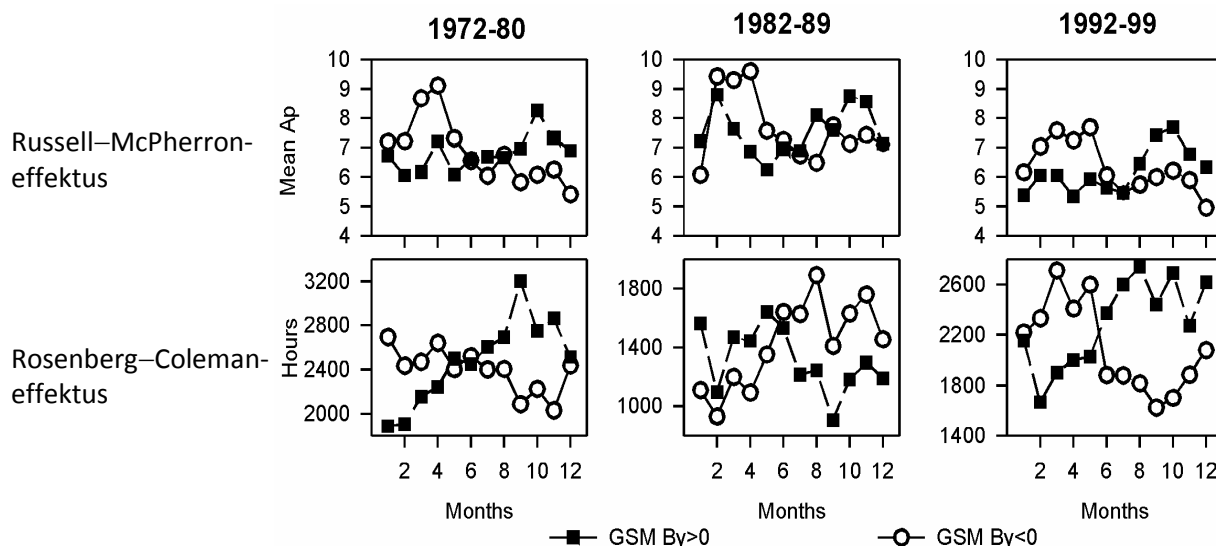 1972-80 1982-89 1992-99
Russell–McPherron-
effektus
Mean Ap
10 10 10
9 9 9
8 8 8
7 7 7
6 6 6
5 5 5
4 4 4
Rosenberg–Coleman-
effektus
Hours
3200 1800 2600
2800 1400 2200
2400 1000 1800
2000 1400
2 4 6 8 10 12 2 4 6 8 10 12 2 4 6 8 10 12
Months Months Months
GSM By>0 GSM By<0